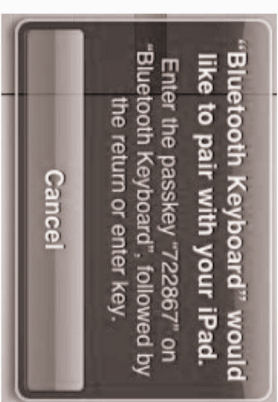 “Bluetooth Keyboard” would
like to pair with your iPad.
Enter the passkey “722867” on
“Bluetooth Keyboard”, followed by
the return or enter key.
Cancel